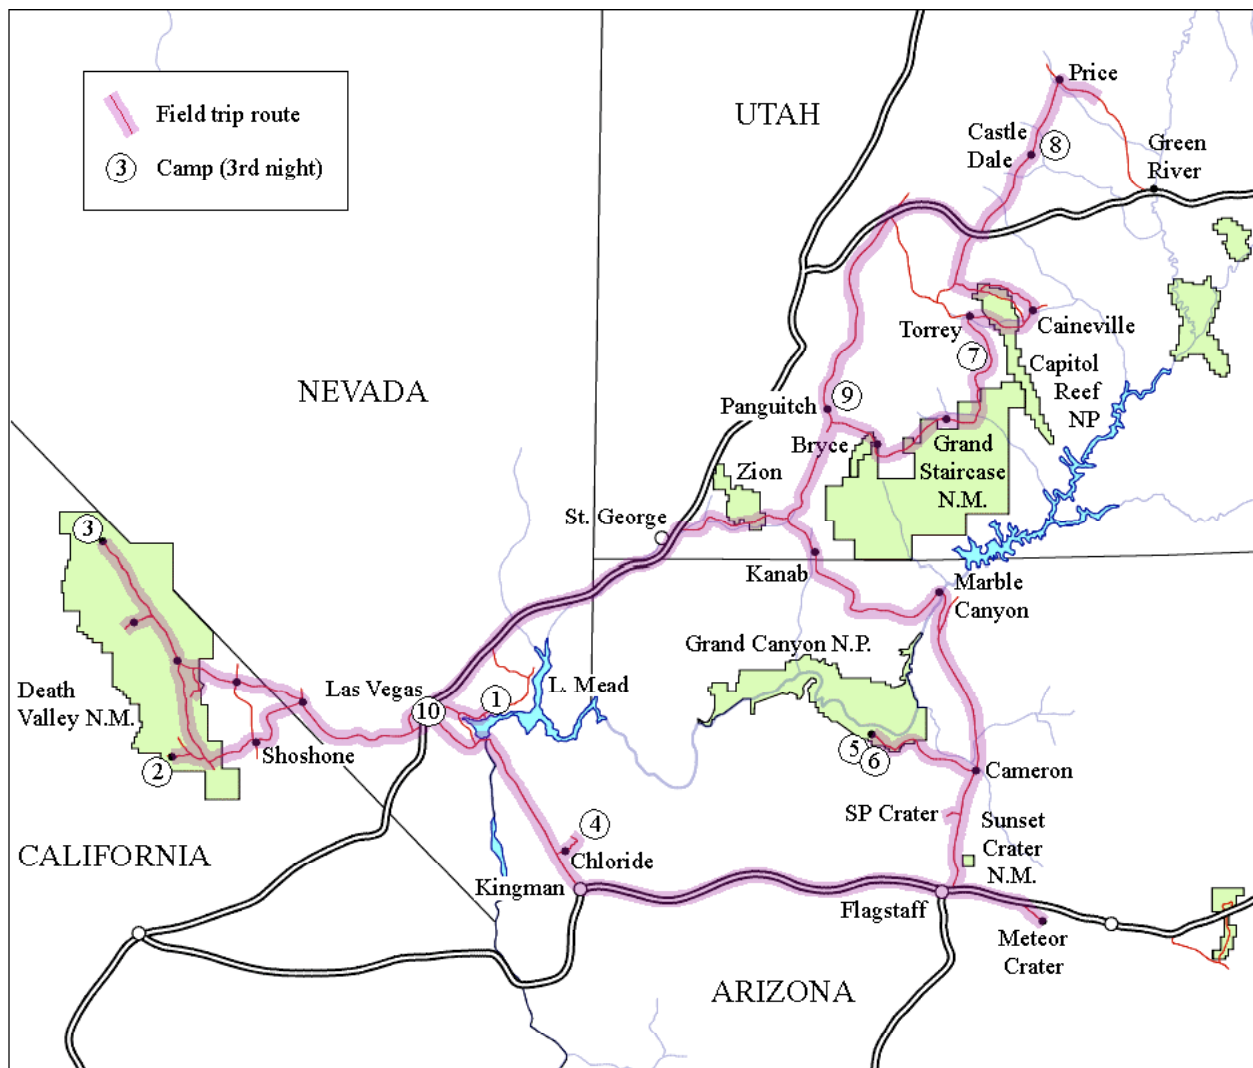 Field trip route
3 Camp (3rd night)
UTAH
Price
Castle
Dale
8
Green
River
NEVADA
Torrey
Caineville
7
Capitol
Reef
NP
Panguitch
9
Bryce
Grand
Staircase
N.M.
Zion
St. George
3
Kanab
Marble
Canyon
Grand Canyon N.P.
Death
Valley N.M.
Las Vegas
10
1
L. Mead
2
Shoshone
5
6
Cameron
SP Crater
Sunset
Crater
N.M.
4
Chloride
CALIFORNIA
Kingman
Flagstaff
Meteor
Crater
ARIZONA